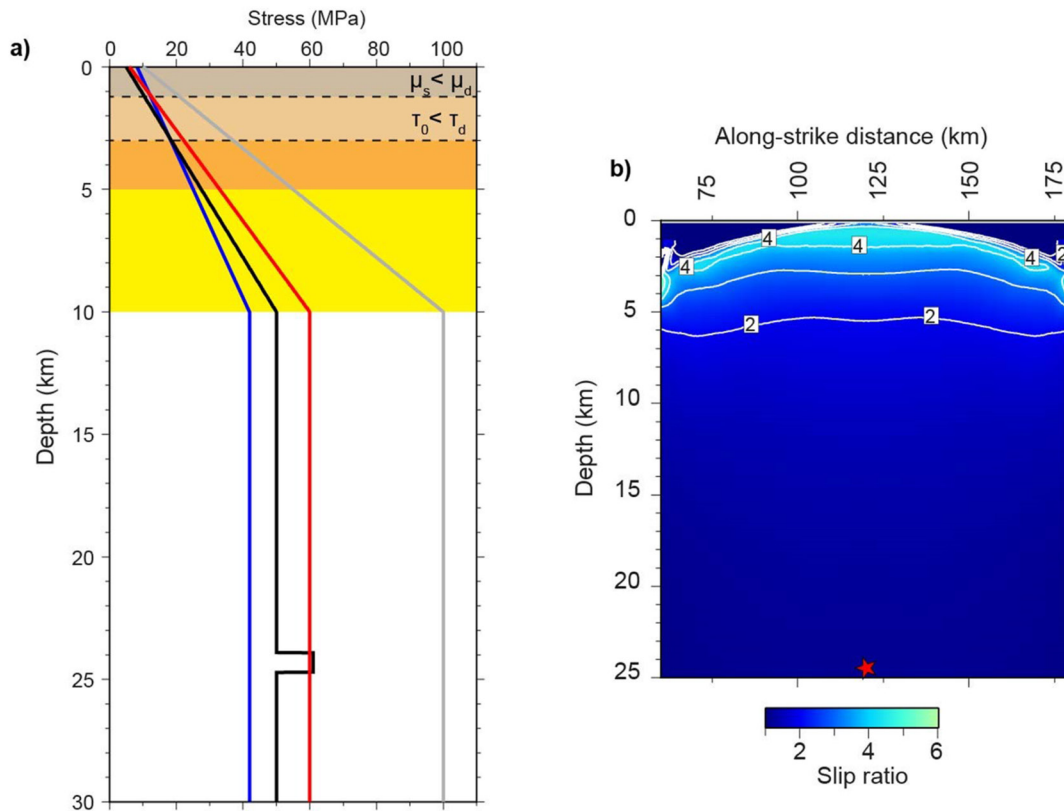 a)
Stress (MPa)
0 20 40 60 80 100
μs < μd
τ0 < τd
Depth (km)
0
5
10
15
20
25
30
b)
Along-strike distance (km)
75 100 125 150 175
4 4 4 4 2
2 2
Depth (km)
0
5
10
15
20
25
2 4 6
Slip ratio